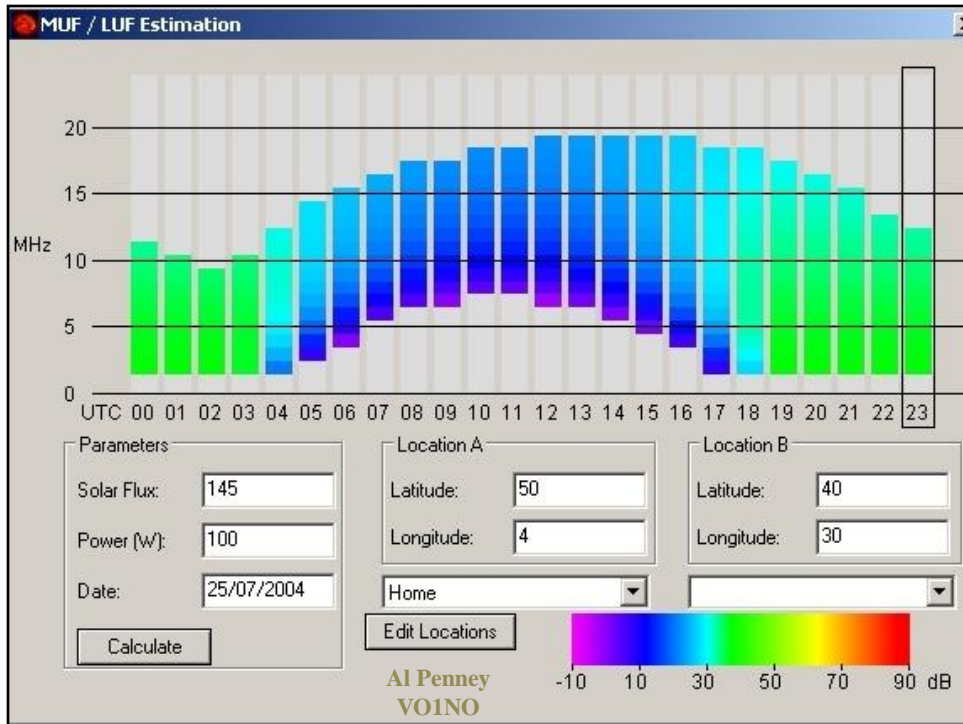 MUF / LUF Estimation
20
15
MHz
10
5
0
UTC 00 01 02 03 04 05 06 07 08 09 10 11 12 13 14 15 16 17 18 19 20 21 22 23
Parameters
Solar Flux: 145
Power (W): 100
Date: 25/07/2004
Calculate
Location A
Latitude: 50
Longitude: 4
Home
Edit Locations
Location B
Latitude: 40
Longitude: 30
-10 10 30 50 70 90 dB
Al Penney
VO1NO